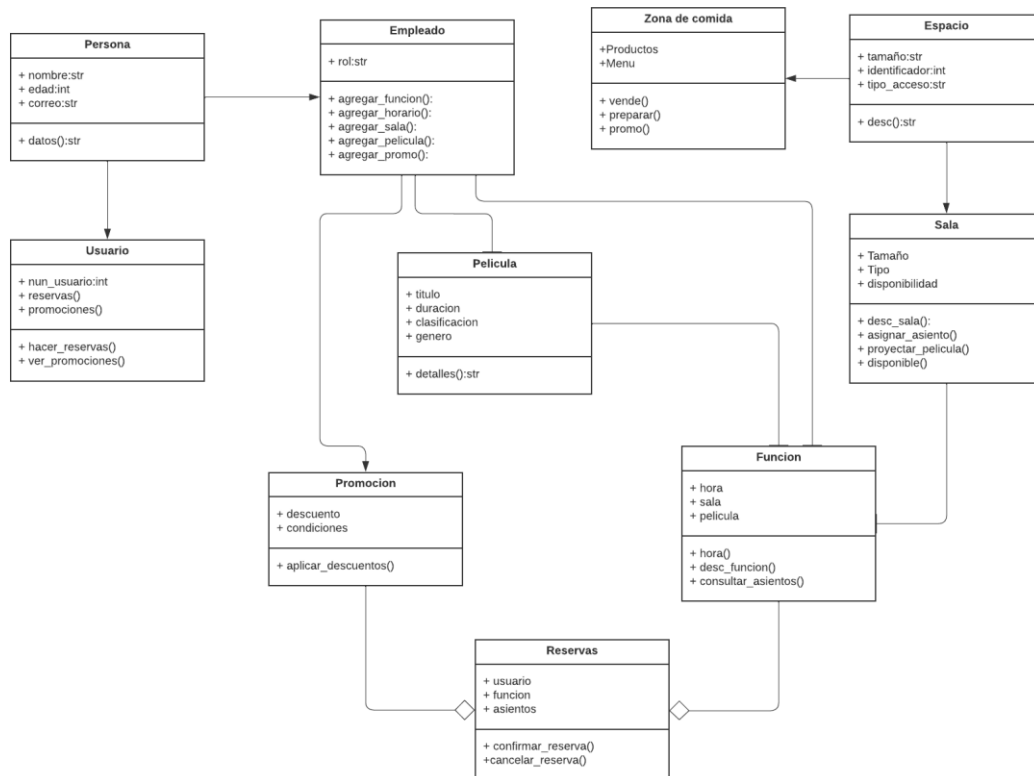 Persona
+ nombre:str
+ edad:int
+ correo:str
+ datos():str
Empleado
+ rol:str
+ agregar_funcion():
+ agregar_horario():
+ agregar_sala():
+ agregar_pelicula():
+ agregar_promo():
Zona de comida
+Productos
+Menu
+ vende()
+ preparar()
+ promo()
Espacio
+ tamaño:str
+ identificador:int
+ tipo_acceso:str
+ desc():str
Usuario
+ nun_usuario:int
+ reservas()
+ promociones()
+ hacer_reservas()
+ ver_promociones()
Pelicula
+ titulo
+ duracion
+ clasificacion
+ genero
+ detalles():str
Sala
+ Tamaño
+ Tipo
+ disponibilidad
+ desc_sala():
+ asignar_asiento()
+ proyectar_pelicula()
+ disponible()
Promocion
+ descuento
+ condiciones
+ aplicar_descuentos()
Funcion
+ hora
+ sala
+ pelicula
+ hora()
+ desc_funcion()
+ consultar_asientos()
Reservas
+ usuario
+ funcion
+ asientos
+ confirmar_reserva()
+cancelar_reserva()